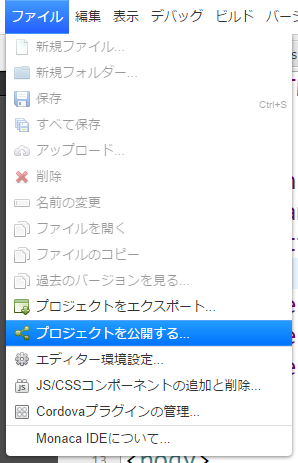 ファイル 編集 表示 デバッグ ビルド バー
新規ファイル...
新規フォルダー...
保存 Ctrl+S
すべて保存
アップロード...
削除
名前の変更
ファイルを開く
ファイルのコピー
過去のバージョンを見る...
プロジェクトをエクスポート...
プロジェクトを公開する...
エディター環境設定...
JS/CSSコンポーネントの追加と削除...
Cordovaプラグインの管理...
Monaca IDEについて...
13 <body>